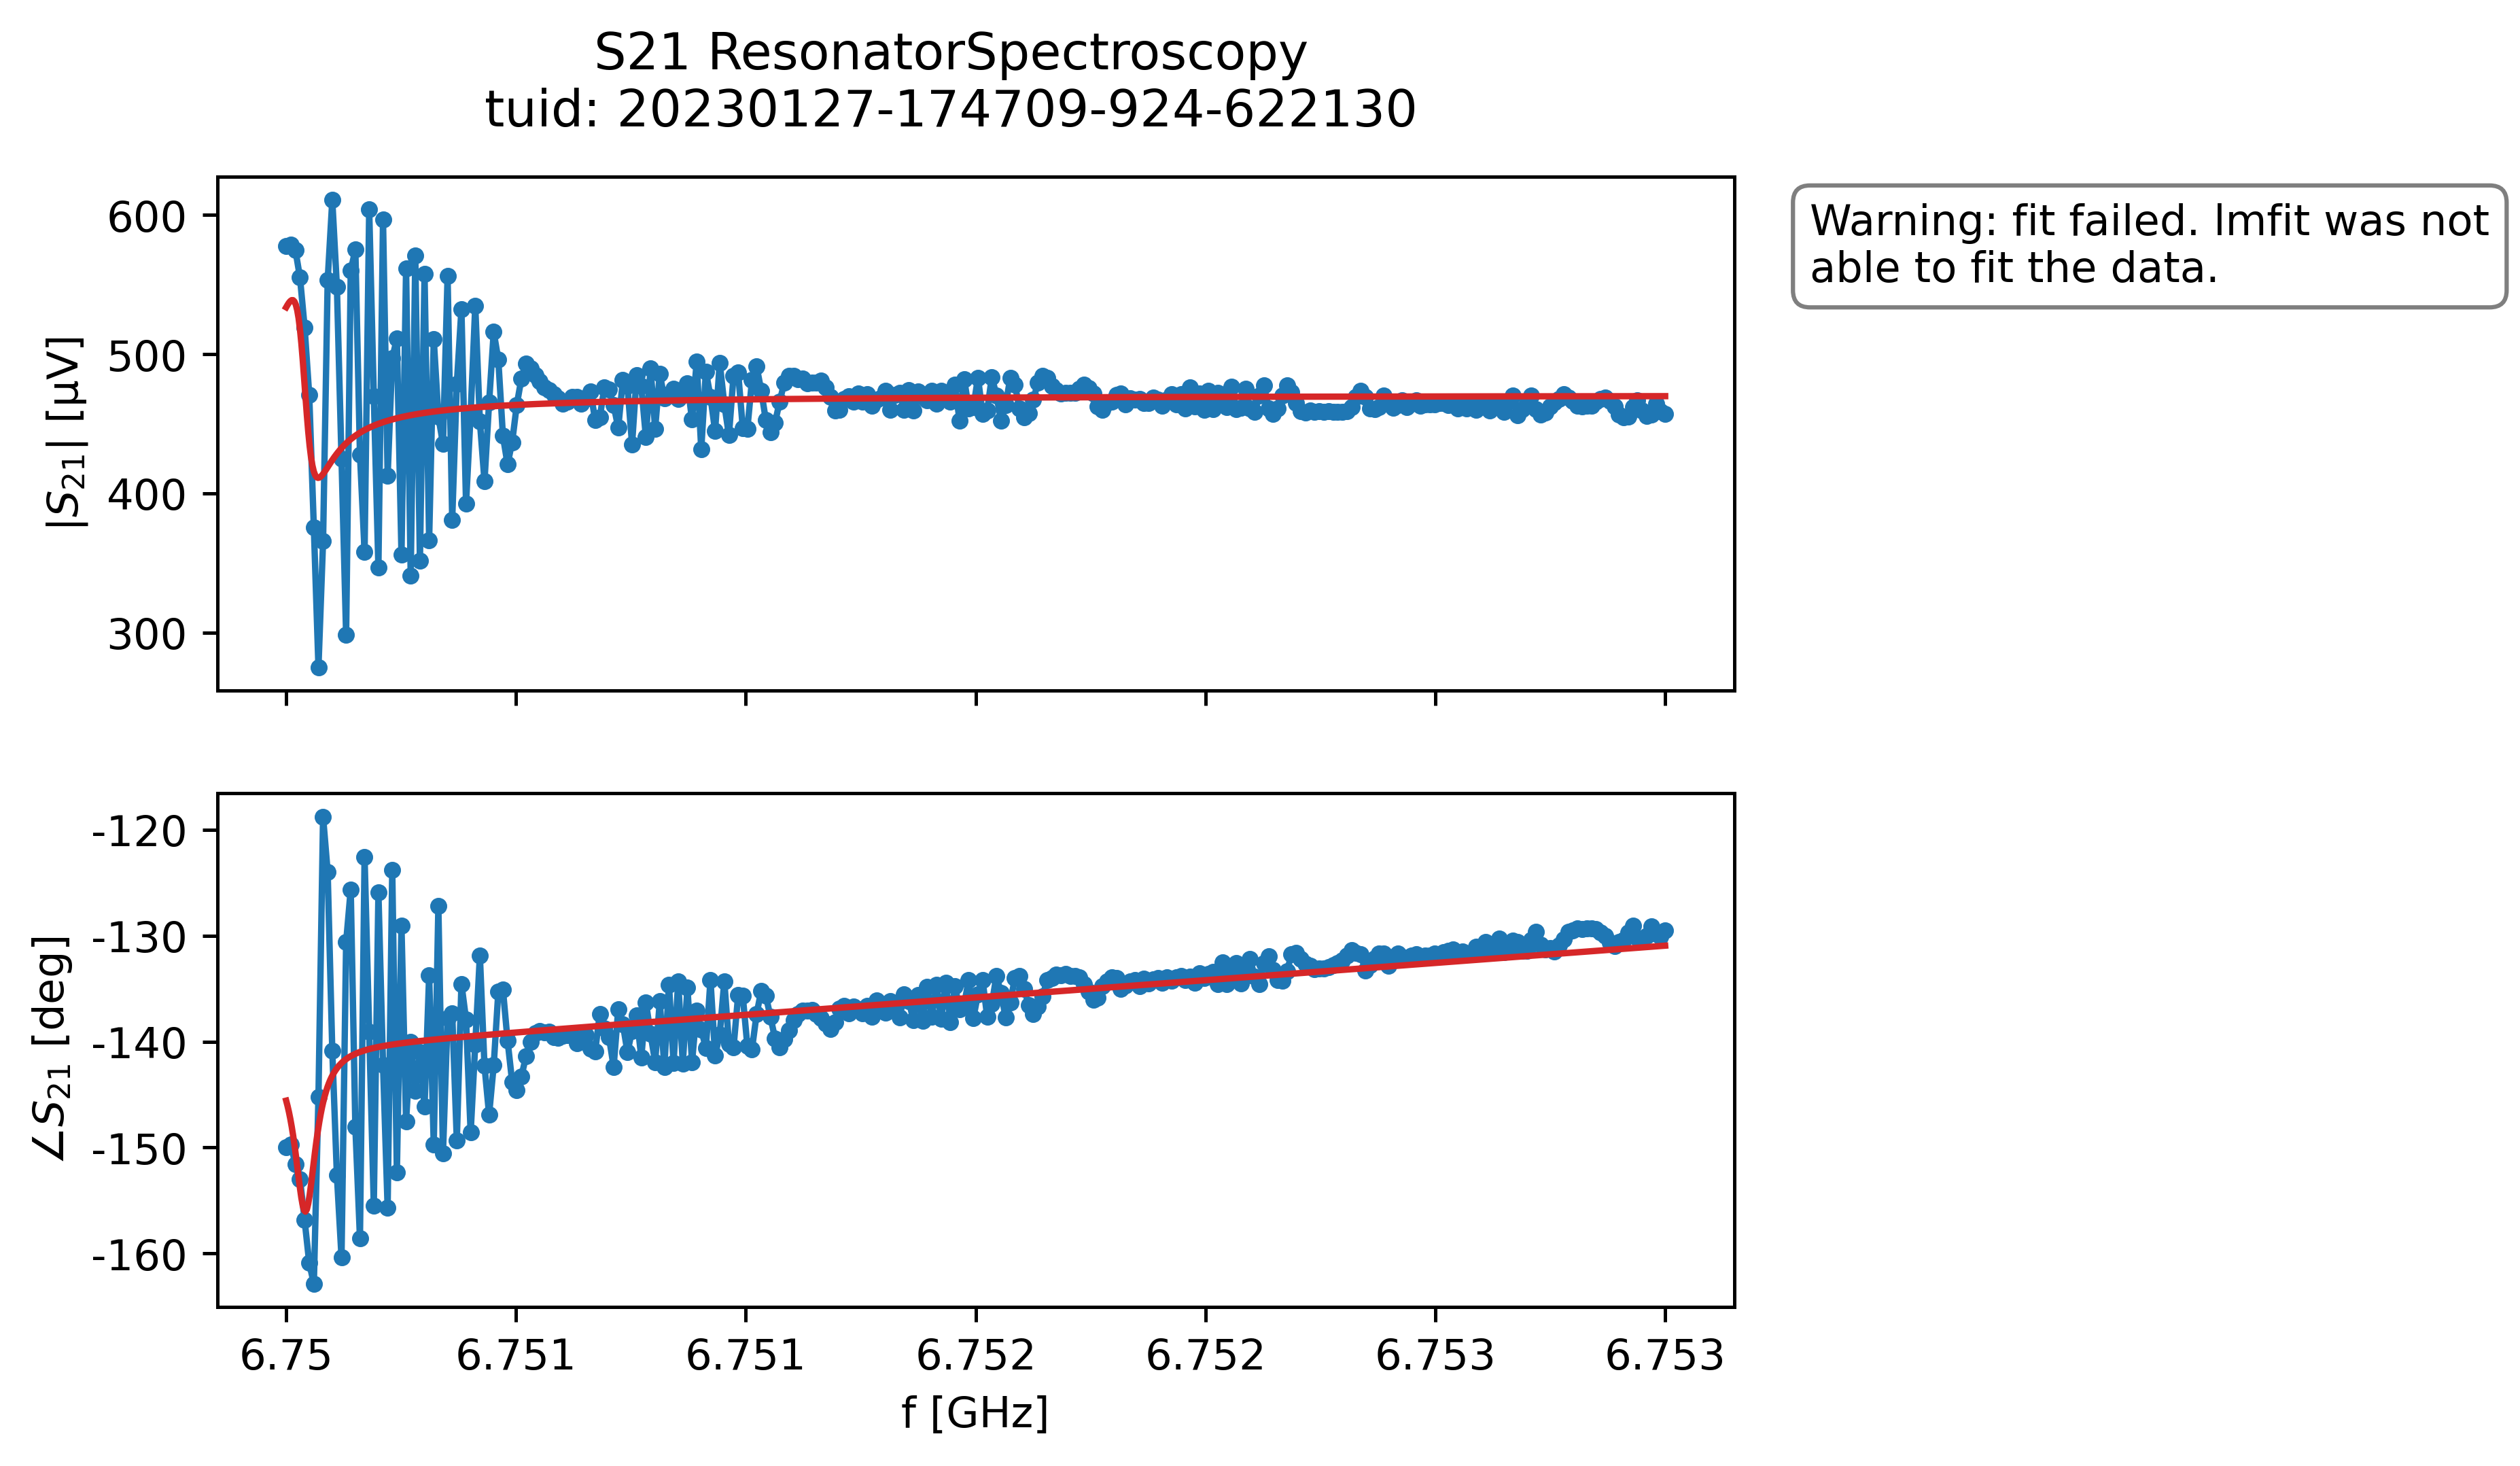 S21 ResonatorSpectroscopy
tuid: 20230127-174709-924-622130
Warning: fit failed. lmfit was not
able to fit the data.
|S₂₁| [µV]
600
500
400
300
∠S₂₁ [deg]
-120
-130
-140
-150
-160
6.75 6.751 6.751 6.752 6.752 6.753 6.753
f [GHz]